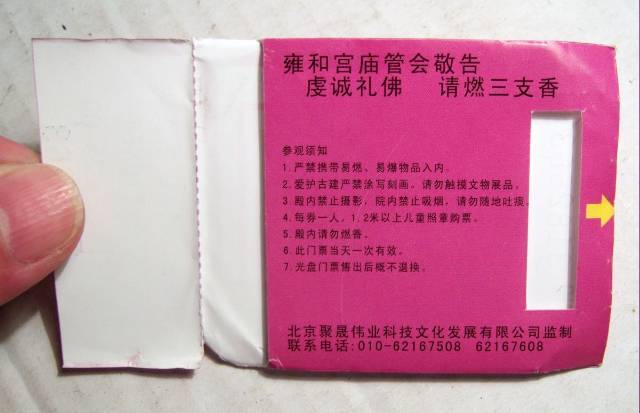 雍和宫庙管会敬告
虔诚礼佛 请燃三支香
参观须知
1.严禁携带易燃、易爆物品入内。
2.爱护古建严禁涂写刻画。请勿触摸文物展品。
3.殿内禁止摄影，院内禁止吸烟，请勿随地吐痰。
4.每券一人，1.2米以上儿童照章购票。
5.殿内请勿燃香。
6.此门票当天一次有效。
7.光盘门票售出后概不退换。
北京聚晟伟业科技文化发展有限公司监制
联系电话:010-62167508 62167608